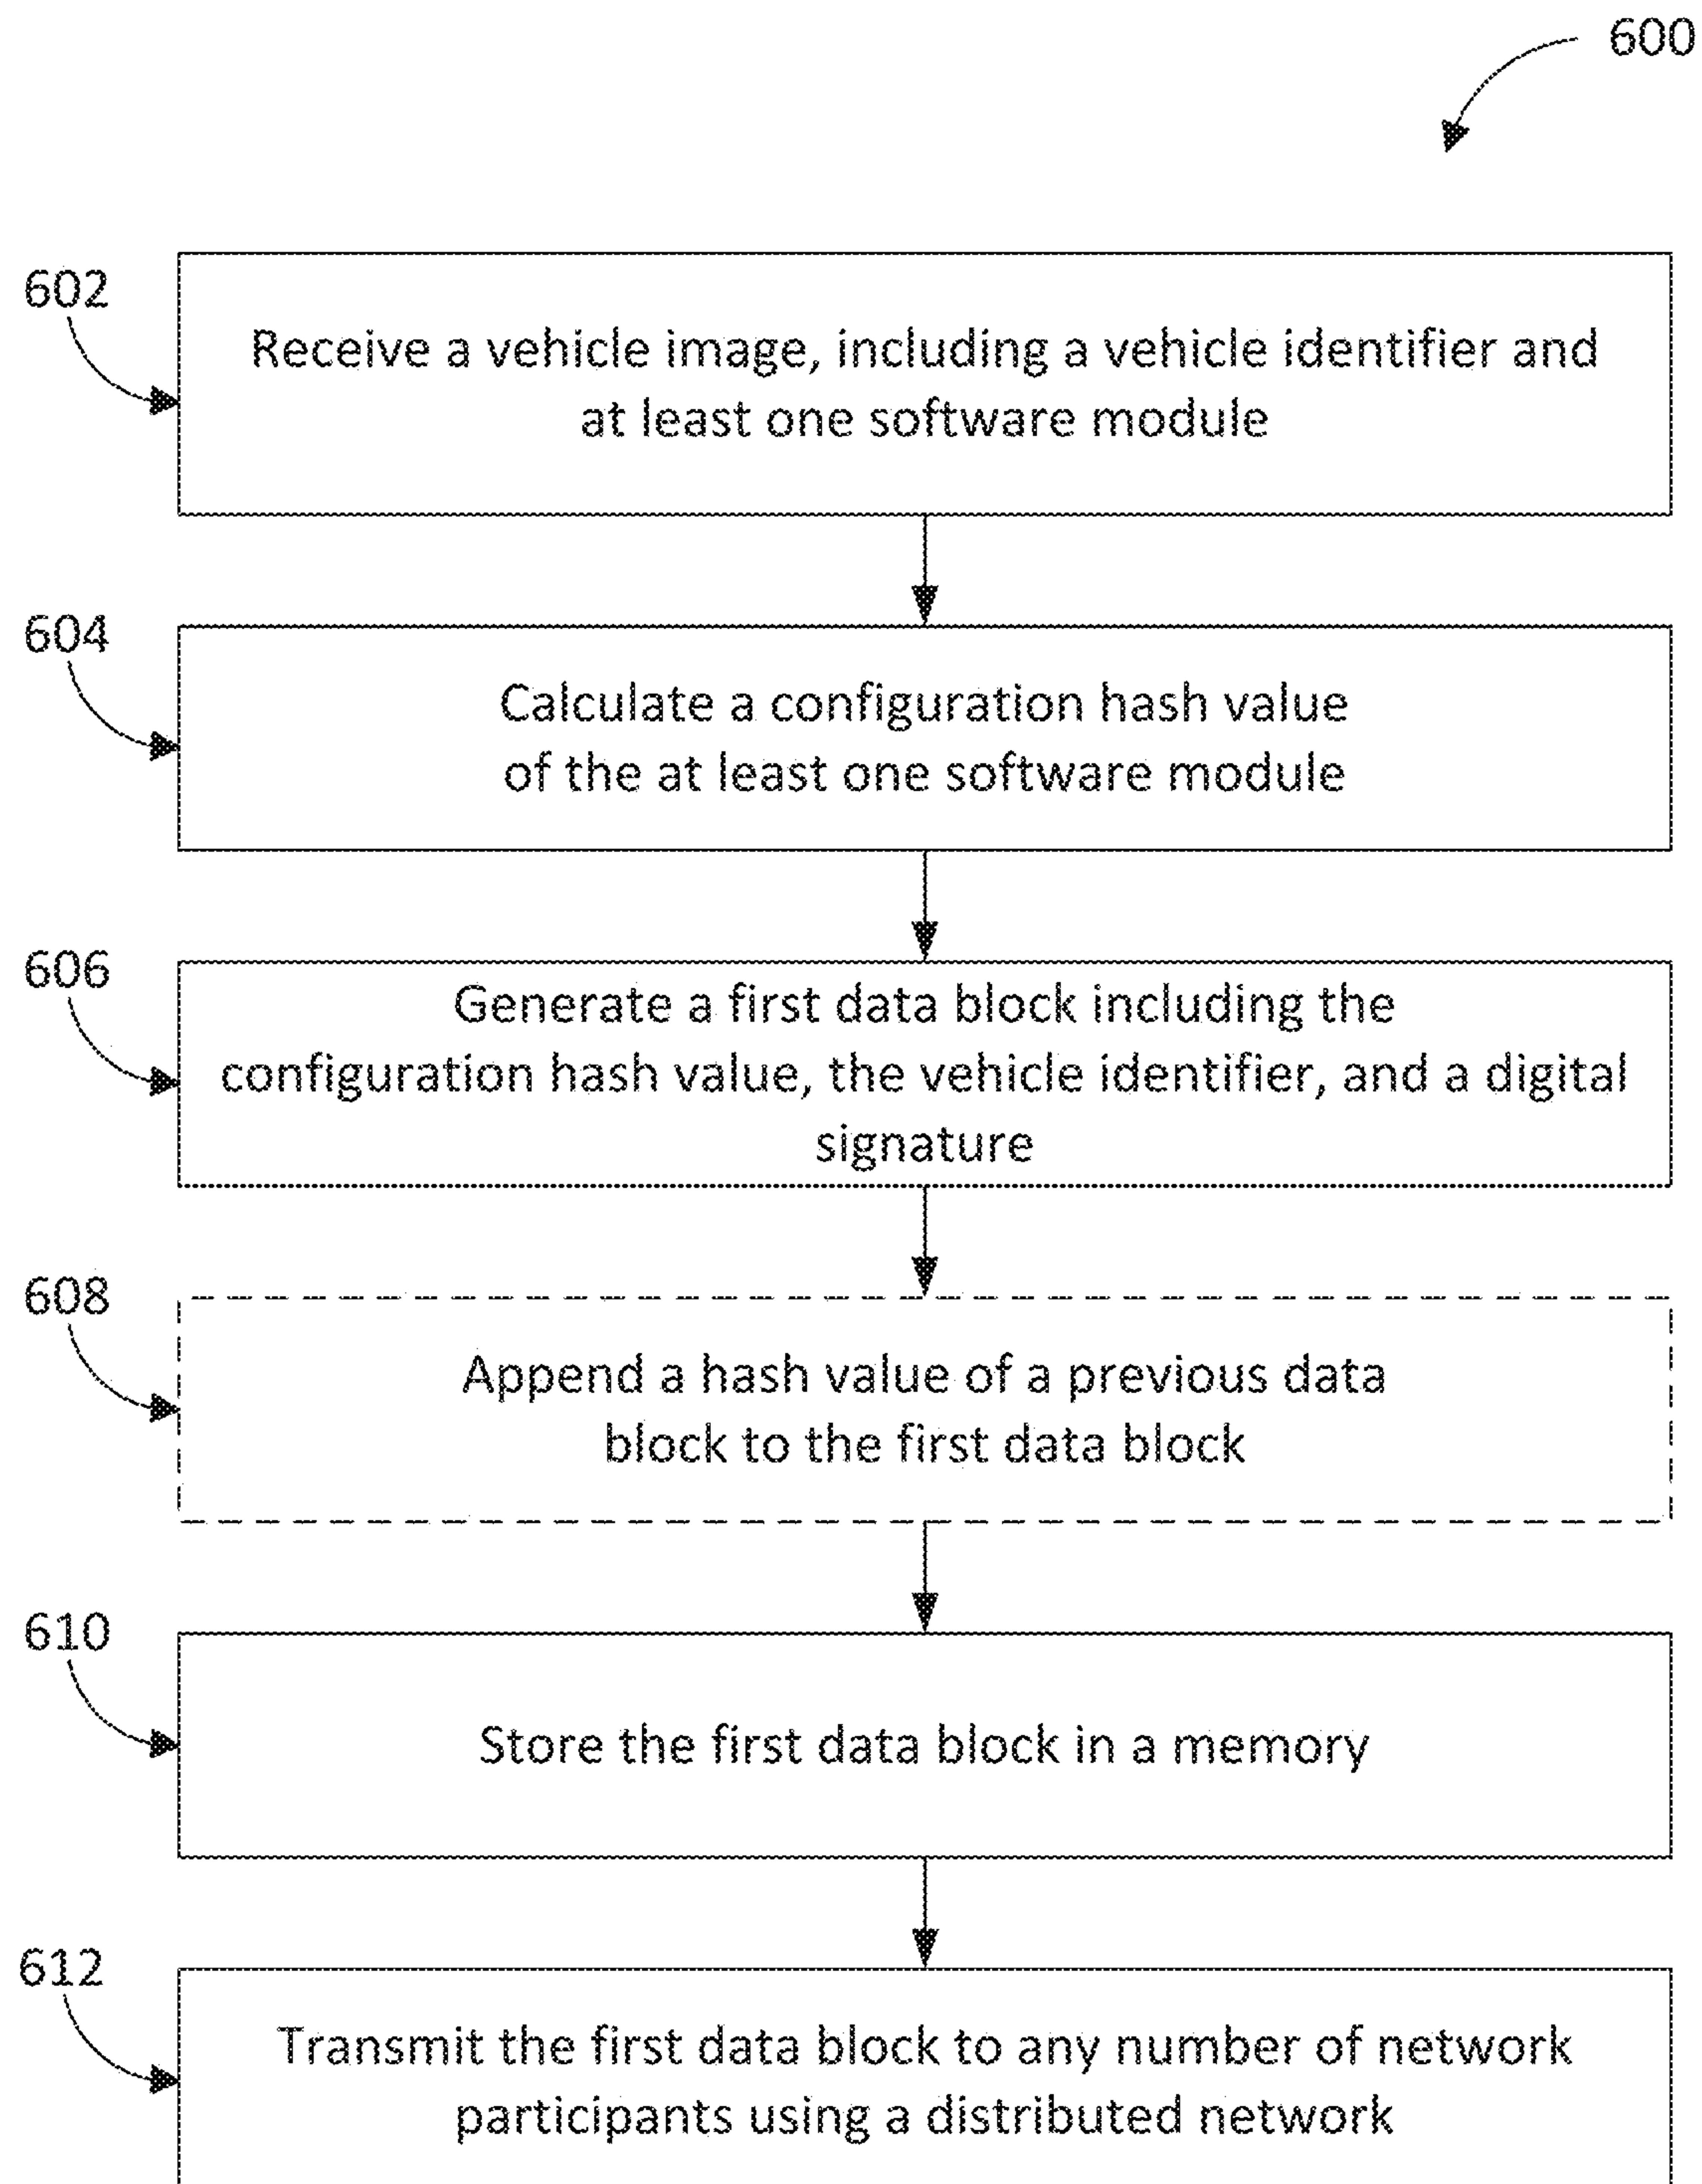 600
602
Receive a vehicle image, including a vehicle identifier and
at least one software module
604
Calculate a configuration hash value
of the at least one software module
606
Generate a first data block including the
configuration hash value, the vehicle identifier, and a digital
signature
608
Append a hash value of a previous data
block to the first data block
610
Store the first data block in a memory
612
Transmit the first data block to any number of network
participants using a distributed network